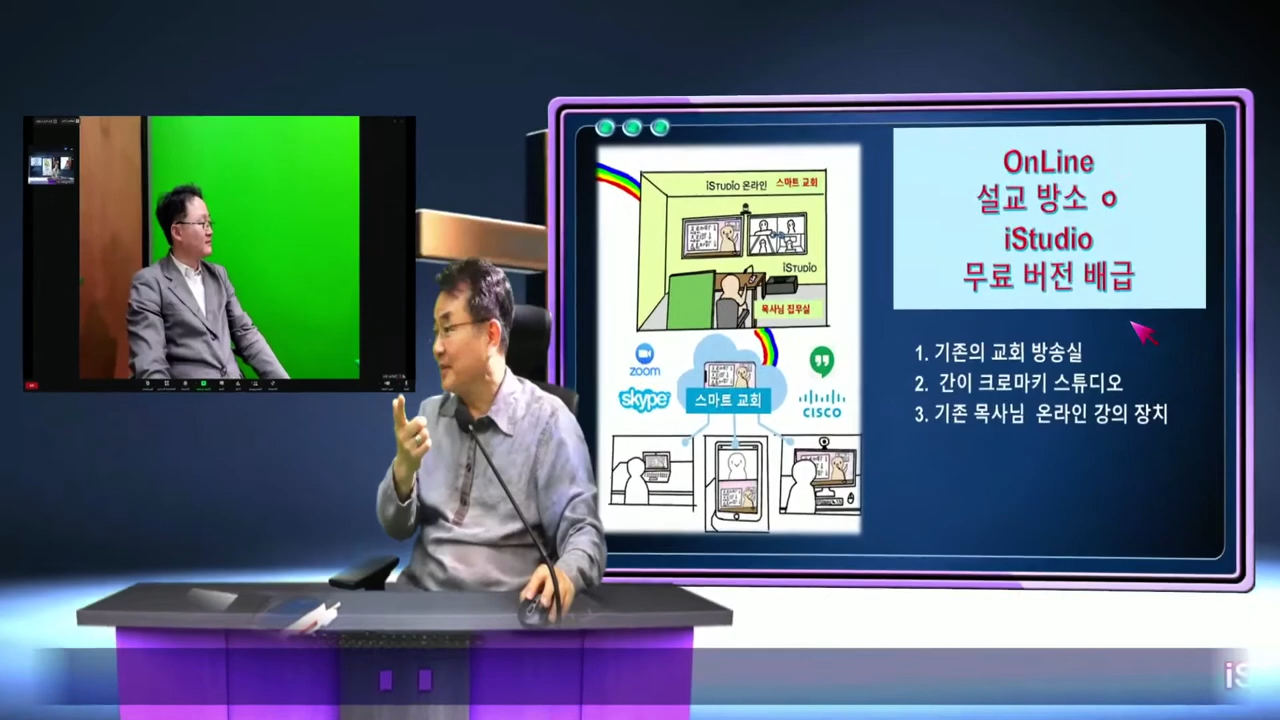 OnLine
설교 방소 ㅇ
iStudio
무료 버전 배급
iSTUDIO 온라인 스마트 교회
iSTUDIO
목사님 집무실
zoom
skype
스마트 교회
CISCO
1. 기존의 교회 방송실
2. 간이 크로마키 스튜디오
3. 기존 목사님 온라인 강의 장치
iS